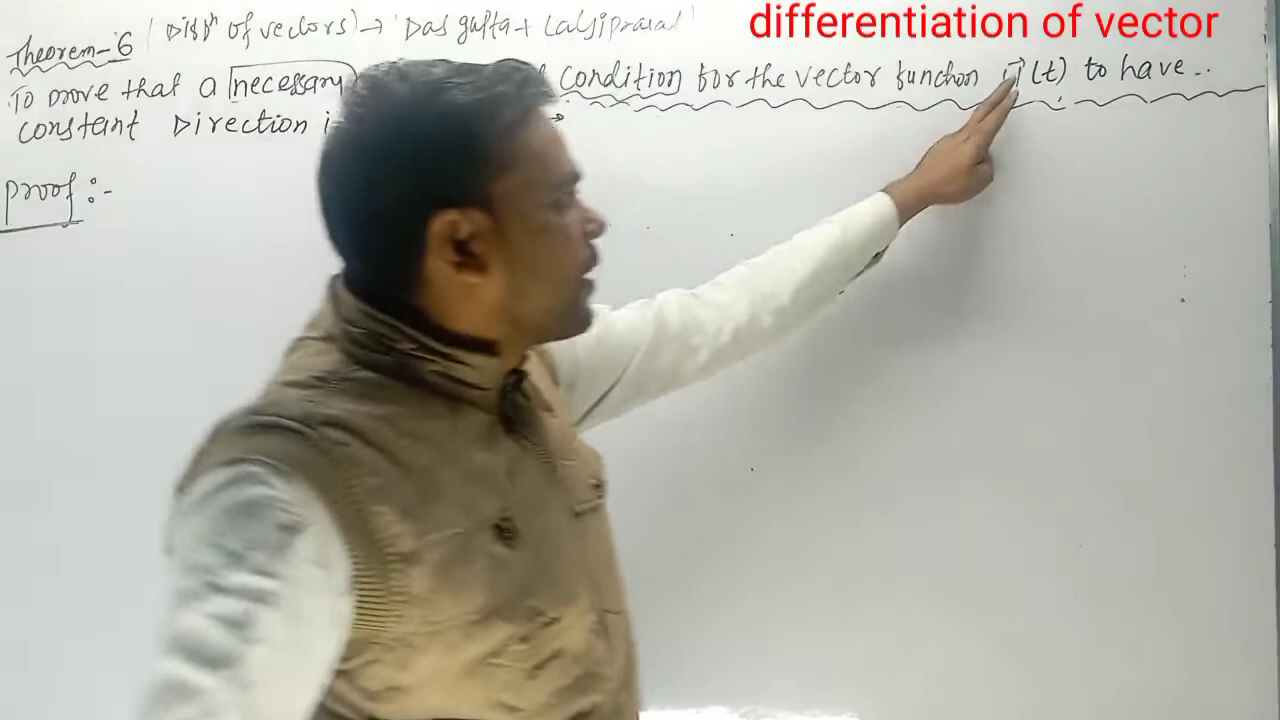 differentiation of vector
Theorem-6 (Diffⁿ of vectors) → Das gupta + Lalji prasad
To prove that a necessary condition for the vector function (t) to have..
constant Direction
proof :-